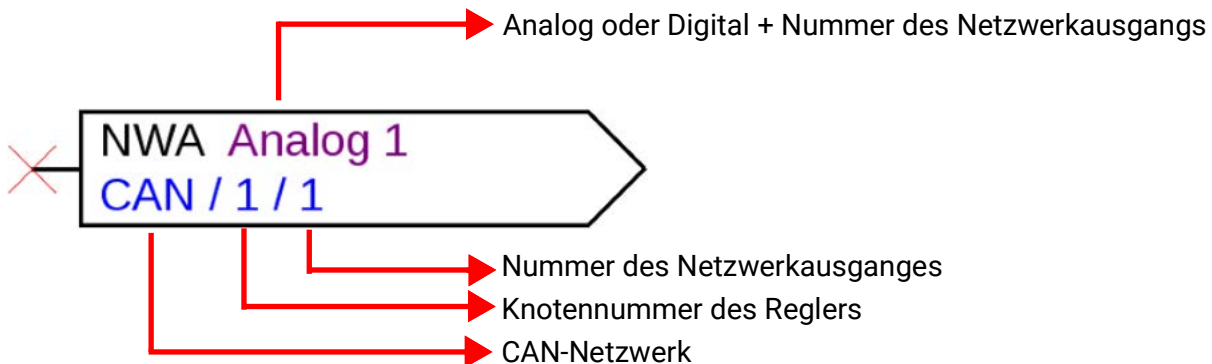 Analog oder Digital + Nummer des Netzwerkausgangs
NWA Analog 1
CAN / 1 / 1
Nummer des Netzwerkausganges
Knotennummer des Reglers
CAN-Netzwerk